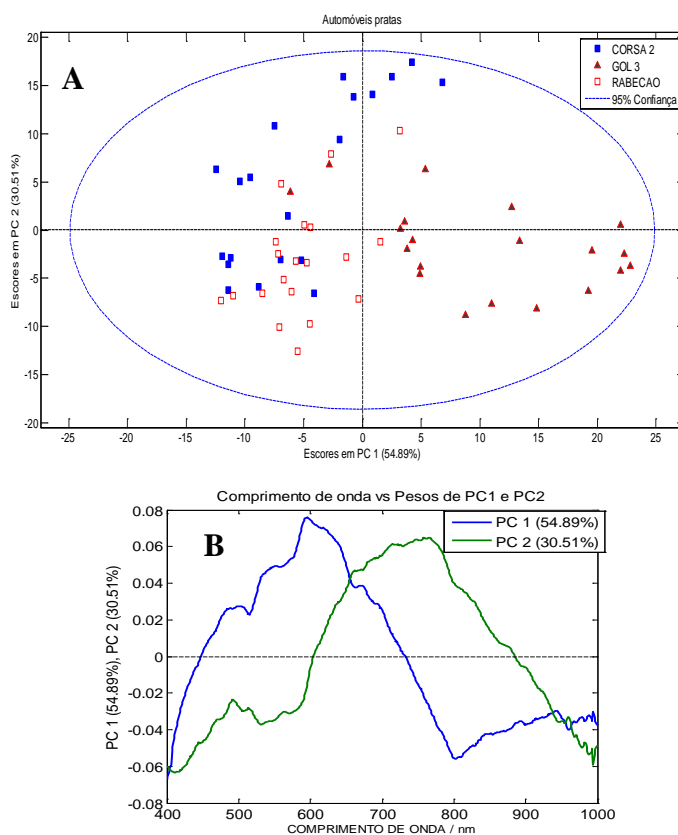 Automóveis pratas
A
CORSA 2
GOL 3
RABECAO
95% Confiança
Escores em PC 2 (30.51%)
20
15
10
5
0
-5
-10
-15
-20
-25 -20 -15 -10 -5 0 5 10 15 20 25
Escores em PC 1 (54.89%)
Comprimento de onda vs Pesos de PC1 e PC2
B
PC 1 (54.89%)
PC 2 (30.51%)
PC 1 (54.89%), PC 2 (30.51%)
0.08
0.06
0.04
0.02
0
-0.02
-0.04
-0.06
-0.08
400 500 600 700 800 900 1000
COMPRIMENTO DE ONDA / nm